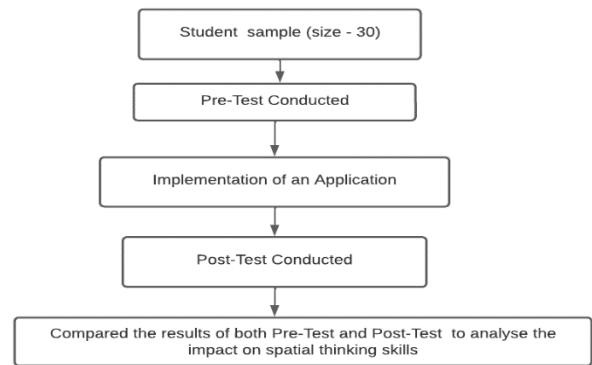 Student sample (size - 30)
Pre-Test Conducted
Implementation of an Application
Post-Test Conducted
Compared the results of both Pre-Test and Post-Test to analyse the
impact on spatial thinking skills